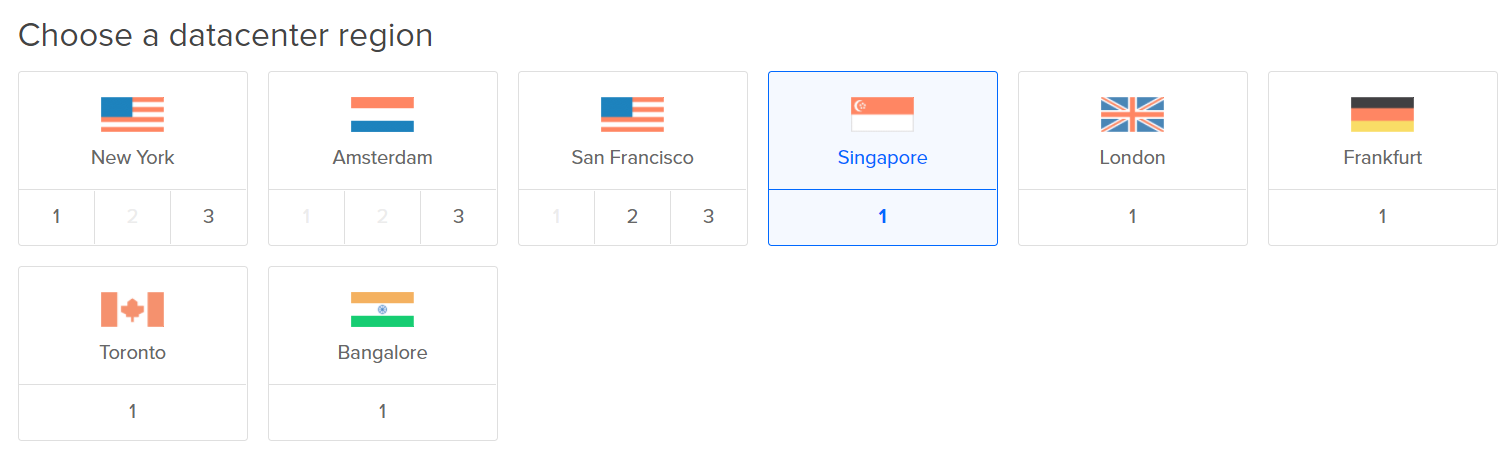 Choose a datacenter region
New York Amsterdam San Francisco Singapore London Frankfurt
1 2 3 1 2 3 1 2 3 1 1 1
Toronto Bangalore
1 1